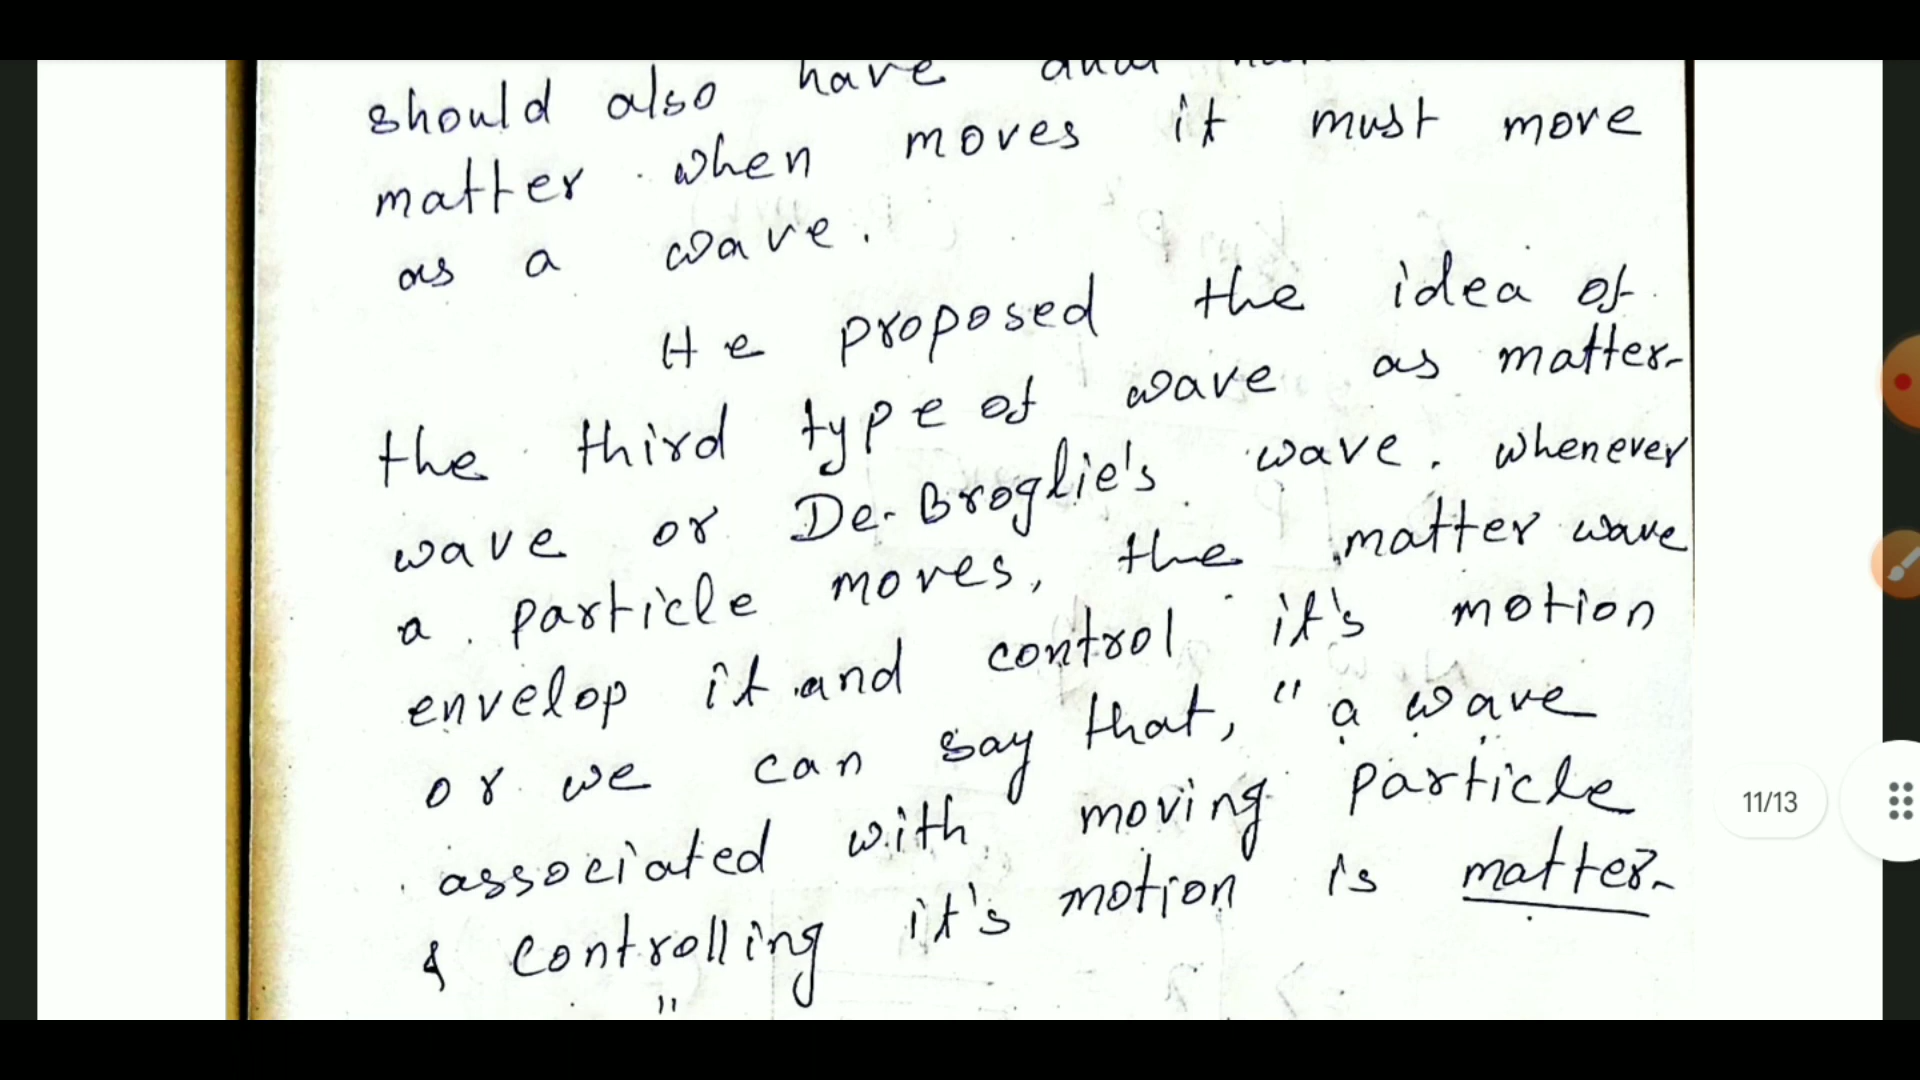 should also have dual
matter when moves it must move
as a wave.
He proposed the idea of
the third type of wave as matter-
wave or De-Broglie's wave. whenever
a particle moves, the matter wave
envelop it and control it's motion
or we can say that, "a wave
associated with moving particle
& controlling it's motion is matter-
"
11/13